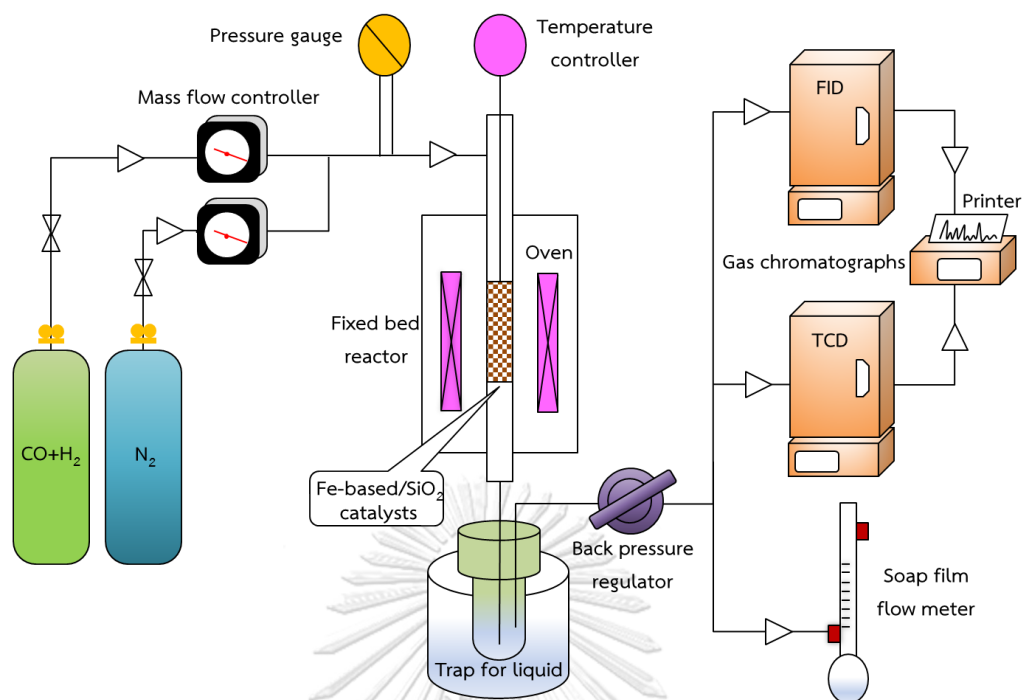 Pressure gauge
Temperature
controller
Mass flow controller
FID
Printer
Gas chromatographs
Oven
Fixed bed
reactor
TCD
CO+H₂
N₂
Fe-based/SiO₂
catalysts
Back pressure
regulator
Soap film
flow meter
Trap for liquid